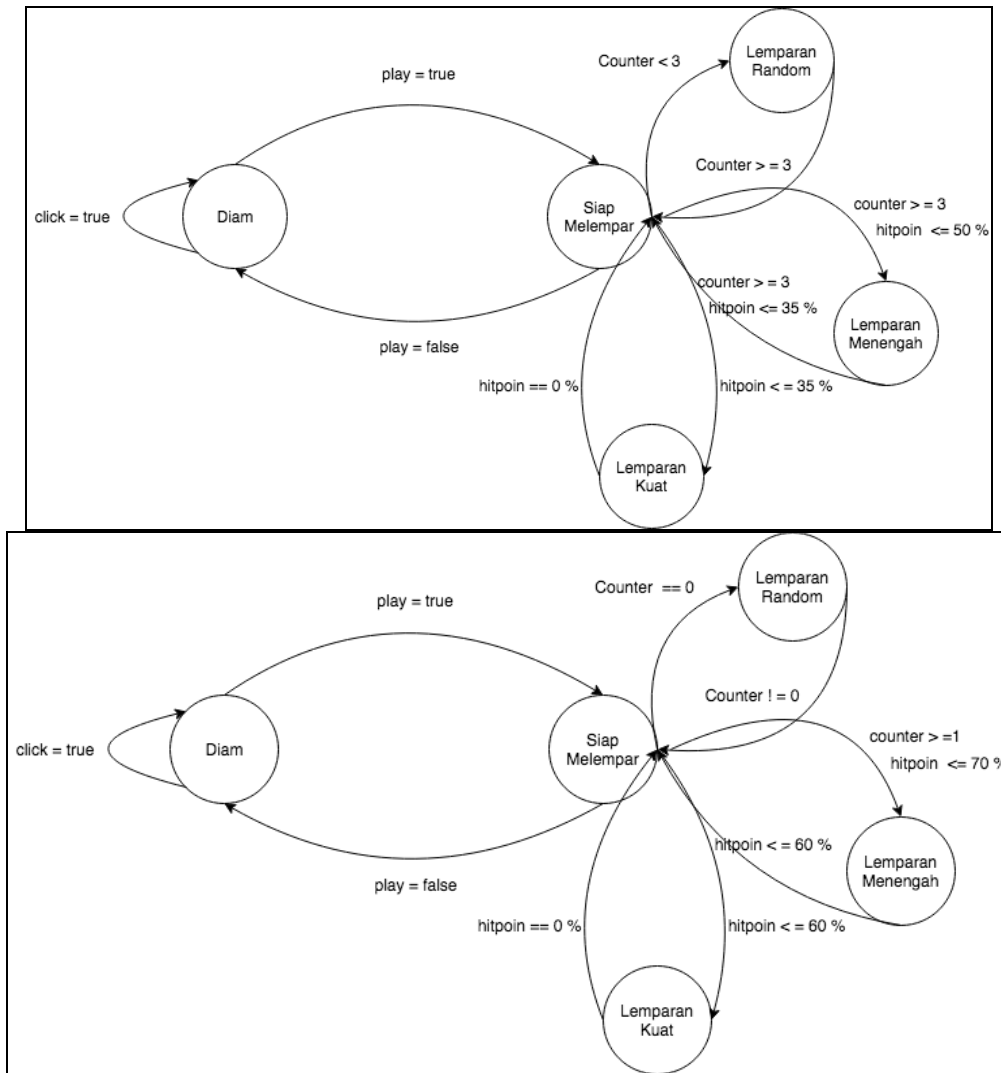 Lemparan
Random
Counter < 3
play = true
Counter > = 3
Siap
Melempar
Diam
click = true
counter > = 3
hitpoin <= 50 %
counter > = 3
hitpoin <= 35 %
Lemparan
Menengah
play = false
hitpoin == 0 %
hitpoin < = 35 %
Lemparan
Kuat
Lemparan
Random
Counter == 0
play = true
Counter ! = 0
Siap
Melempar
Diam
click = true
counter > =1
hitpoin <= 70 %
hitpoin < = 60 %
Lemparan
Menengah
play = false
hitpoin == 0 %
hitpoin < = 60 %
Lemparan
Kuat